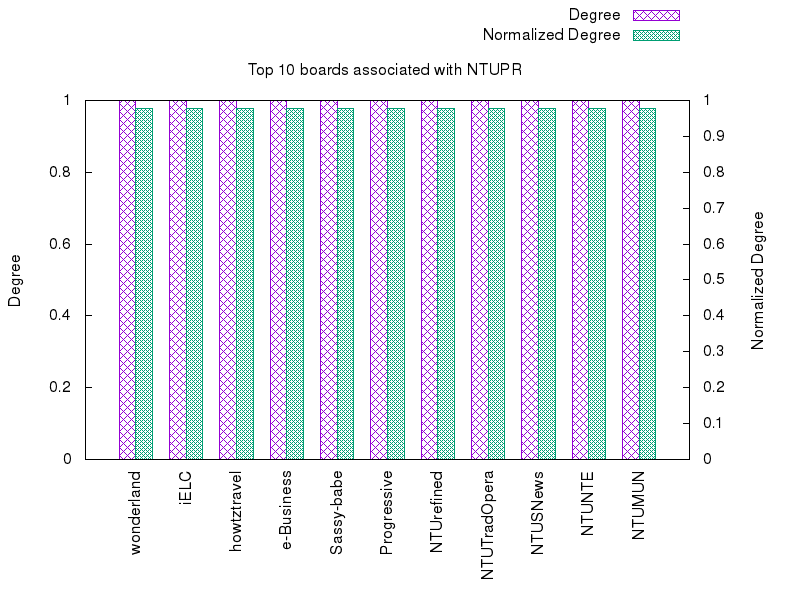 Degree
Normalized Degree
Top 10 boards associated with NTUPR
1
0.8
0.6
0.4
0.2
0
Degree
1
0.9
0.8
0.7
0.6
0.5
0.4
0.3
0.2
0.1
0
Normalized Degree
wonderland
iELC
howtztravel
e-Business
Sassy-babe
Progressive
NTUrefined
NTUTradOpera
NTUSNews
NTUNTE
NTUMUN